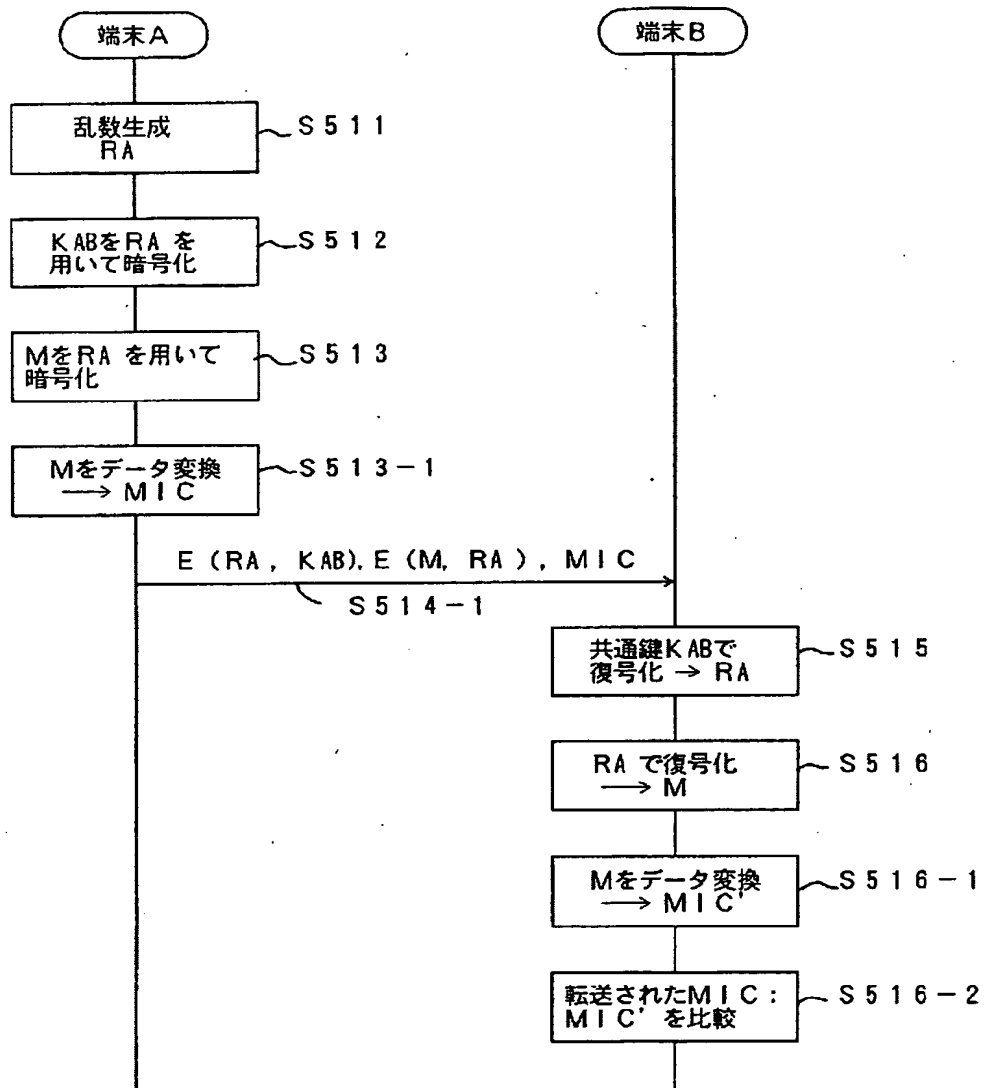 端末A
端末B
乱数生成
RA
S511
KABをRA を
用いて暗号化
S512
MをRA を用いて
暗号化
S513
Mをデータ変換
→ MIC
S513-1
E (RA, KAB), E (M, RA), MIC
S514-1
共通鍵KABで
復号化 → RA
S515
RA で復号化
→ M
S516
Mをデータ変換
→ MIC'
S516-1
転送されたMIC:
MIC' を比較
S516-2